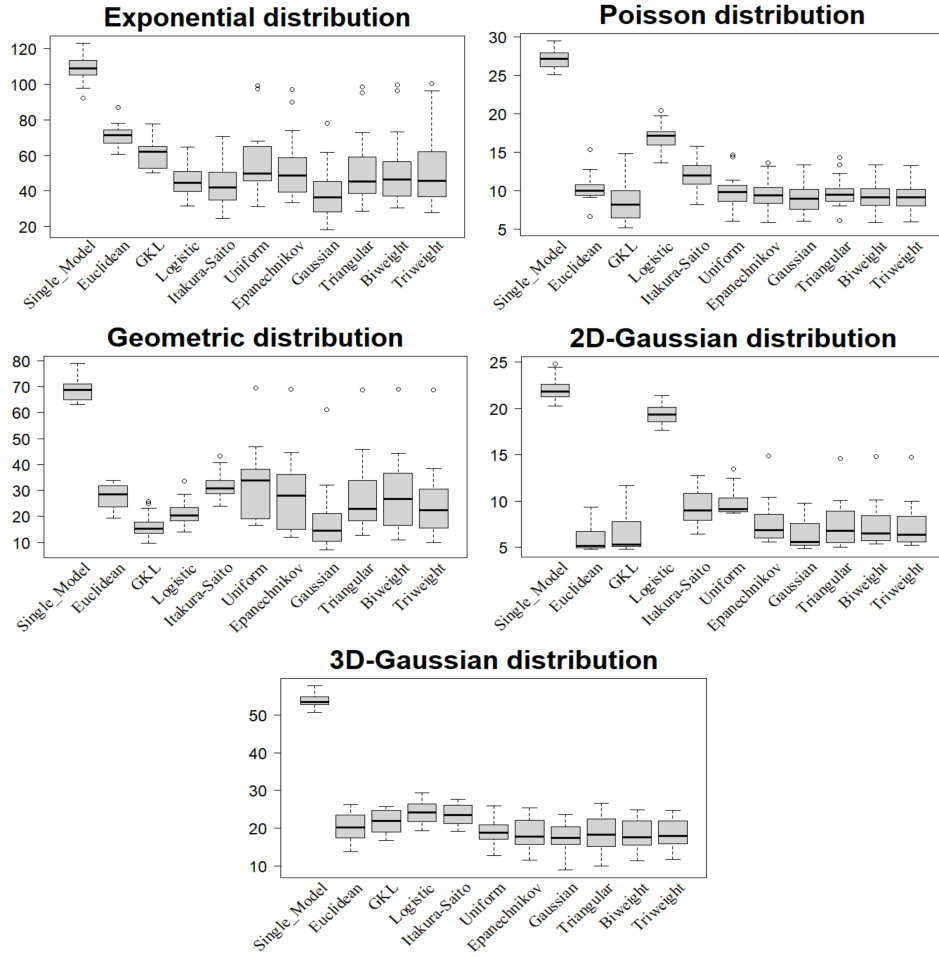 Exponential distribution
120
100
80
60
40
20
Single_Model
Euclidean
GKL
Logistic
Itakura-Saito
Uniform
Epanechnikov
Gaussian
Triangular
Biweight
Triweight
Poisson distribution
30
25
20
15
10
5
Single_Model
Euclidean
GKL
Logistic
Itakura-Saito
Uniform
Epanechnikov
Gaussian
Triangular
Biweight
Triweight
Geometric distribution
80
70
60
50
40
30
20
10
Single_Model
Euclidean
GKL
Logistic
Itakura-Saito
Uniform
Epanechnikov
Gaussian
Triangular
Biweight
Triweight
2D-Gaussian distribution
25
20
15
10
5
Single_Model
Euclidean
GKL
Logistic
Itakura-Saito
Uniform
Epanechnikov
Gaussian
Triangular
Biweight
Triweight
3D-Gaussian distribution
50
40
30
20
10
Single_Model
Euclidean
GKL
Logistic
Itakura-Saito
Uniform
Epanechnikov
Gaussian
Triangular
Biweight
Triweight